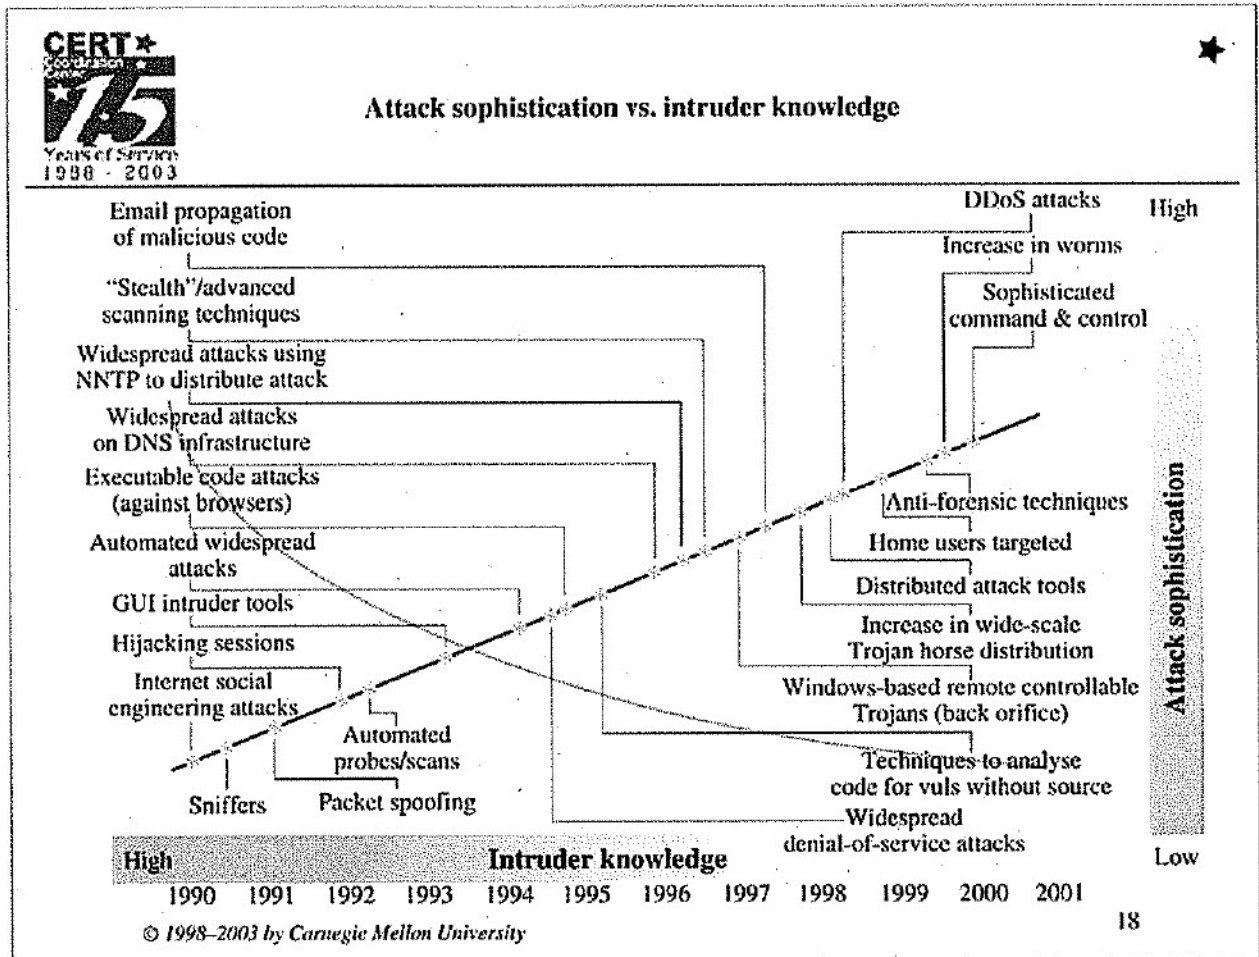 CERT
Coordination
Center
15
Years of Service
1998 - 2003
Attack sophistication vs. intruder knowledge
Email propagation
of malicious code
"Stealth"/advanced
scanning techniques
Widespread attacks using
NNTP to distribute attack
Widespread attacks
on DNS infrastructure
Executable code attacks
(against browsers)
Automated widespread
attacks
GUI intruder tools
Hijacking sessions
Internet social
engineering attacks
Sniffers
Automated
probes/scans
Packet spoofing
DDoS attacks
Increase in worms
Sophisticated
command & control
Anti-forensic techniques
Home users targeted
Distributed attack tools
Increase in wide-scale
Trojan horse distribution
Windows-based remote controllable
Trojans (back orifice)
Techniques to analyse
code for vuls without source
Widespread
denial-of-service attacks
High
Attack sophistication
Low
High
Intruder knowledge
1990 1991 1992 1993 1994 1995 1996 1997 1998 1999 2000 2001
© 1998–2003 by Carnegie Mellon University
18